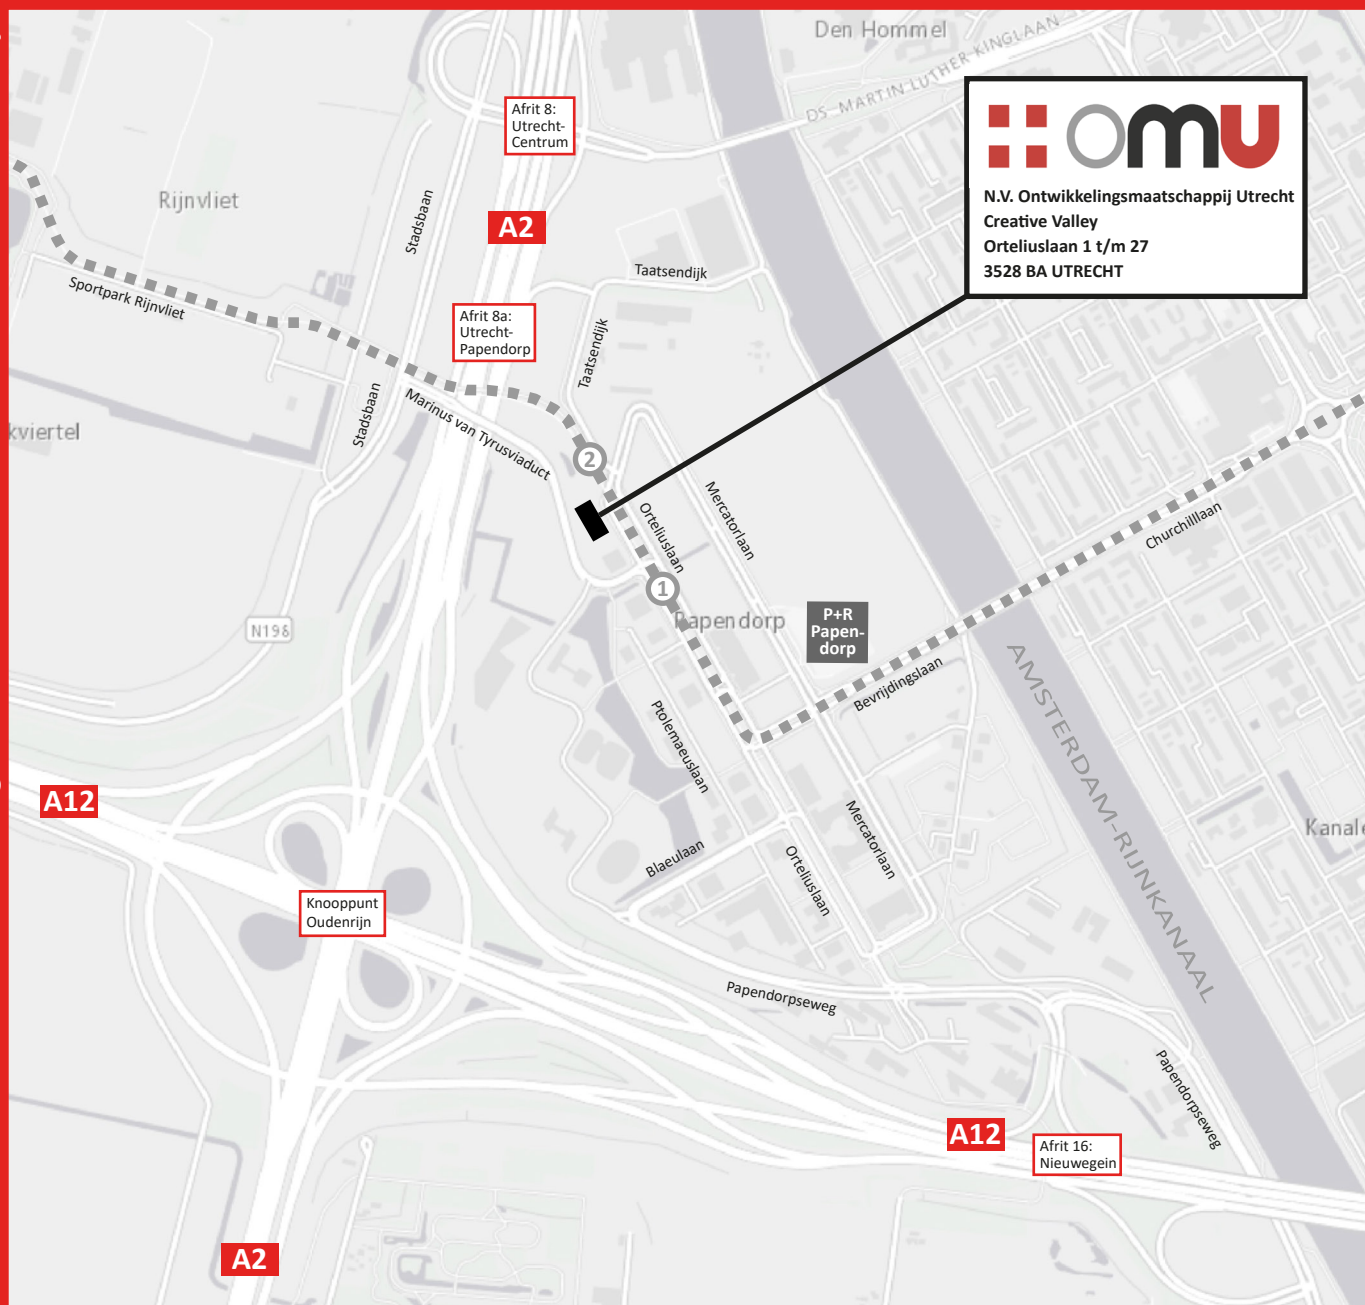 Den Hommel
DS. MARTIN LUTHER KINGLAAN
Afrit 8:
Utrecht-
Centrum
omu
N.V. Ontwikkelingsmaatschappij Utrecht
Creative Valley
Orteliuslaan 1 t/m 27
3528 BA UTRECHT
Rijnvliet
Stadsbaan
A2
Taatsendijk
Sportpark Rijnvliet
Afrit 8a:
Utrecht-
Papendorp
Taatsendijk
Stadsbaan
Marinus van Tyrusviaduct
kviertel
2
Mercatorlaan
Orteliuslaan
Churchilllaan
1
Papendorp
P+R
Papen-
dorp
N198
Bevrijdingslaan
AMSTERDAM-RIJNKANAAL
Ptolemaeuslaan
A12
Mercatorlaan
Kanale
Blaeulaan
Orteliuslaan
Knooppunt
Oudenrijn
Papendorpseweg
Papendorpseweg
A12
Afrit 16:
Nieuwegein
A2